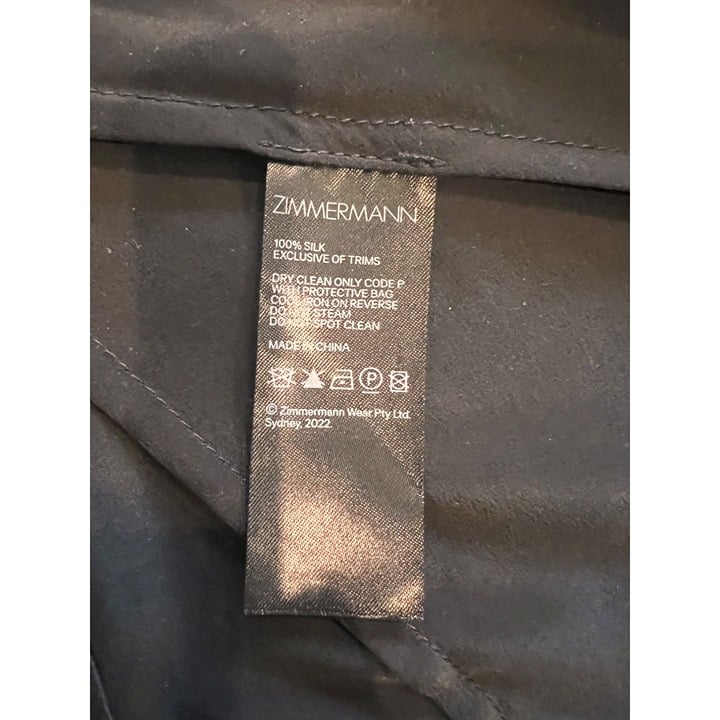 ZIMMERMANN
100% SILK
EXCLUSIVE OF TRIMS
DRY CLEAN ONLY CODE P
WITH PROTECTIVE BAG
COOL IRON ON REVERSE
DO NOT STEAM
DO NOT SPOT CLEAN
MADE IN CHINA
P
© Zimmermann Wear Pty Ltd.
Sydney, 2022.